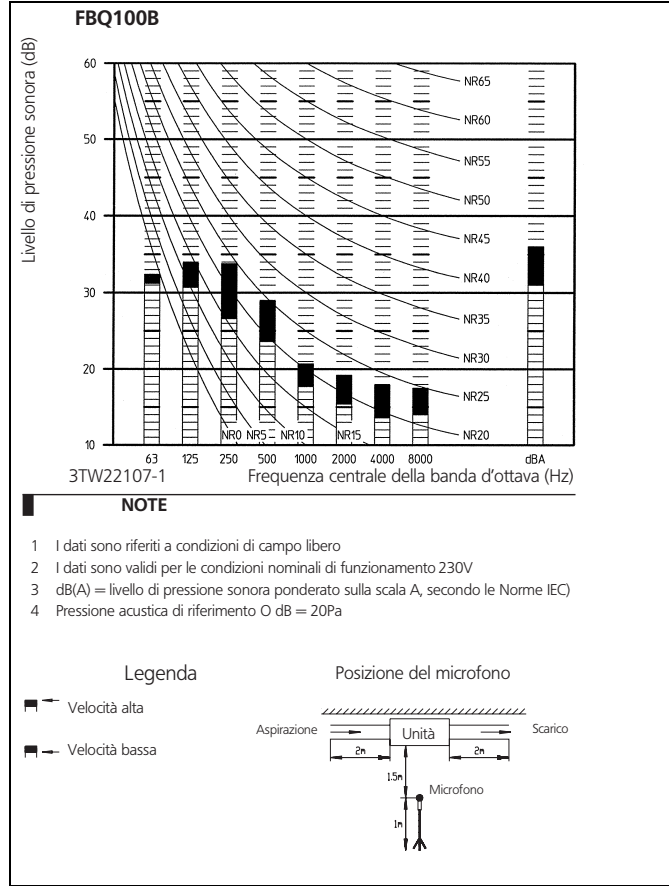 FBQ100B
Livello di pressione sonora (dB)
60
50
40
30
20
10
NR65
NR60
NR55
NR50
NR45
NR40
NR35
NR30
NR25
NR20
NR0 NR5 NR10 NR15
63 125 250 500 1000 2000 4000 8000 dBA
3TW22107-1 Frequenza centrale della banda d'ottava (Hz)
NOTE
1 I dati sono riferiti a condizioni di campo libero
2 I dati sono validi per le condizioni nominali di funzionamento 230V
3 dB(A) = livello di pressione sonora ponderato sulla scala A, secondo le Norme IEC)
4 Pressione acustica di riferimento O dB = 20Pa
Legenda
Velocità alta
Velocità bassa
Posizione del microfono
Aspirazione Unità Scarico
2m 2m
1.5m
Microfono
1m